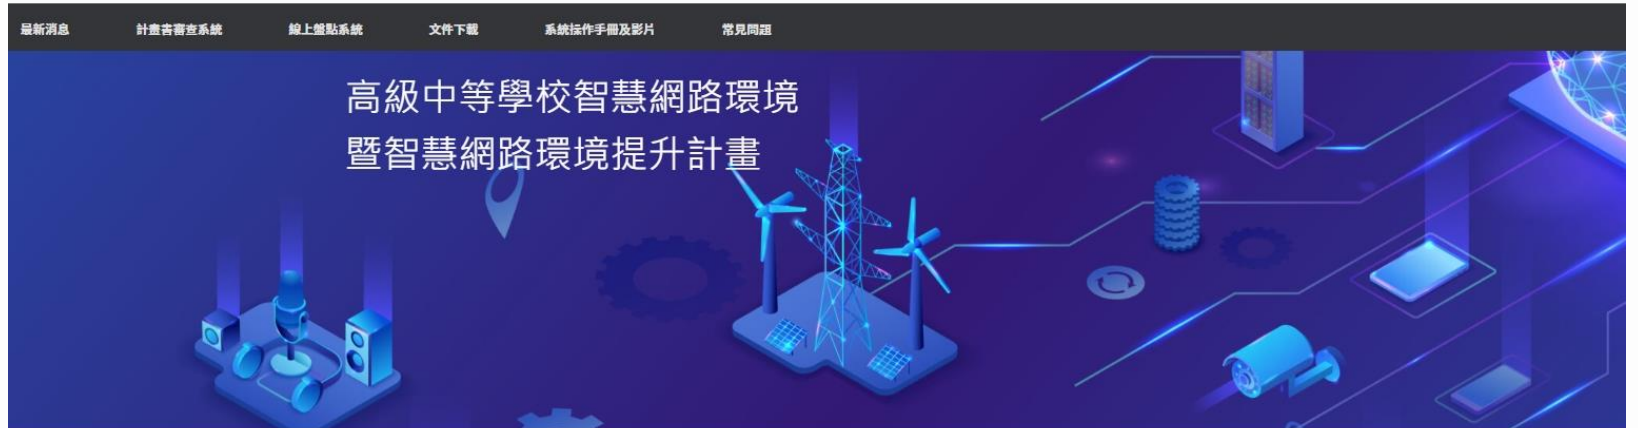 最新消息
計畫書審查系統
線上盤點系統
文件下載
系統操作手冊及影片
常見問題
高級中等學校智慧網路環境
暨智慧網路環境提升計畫